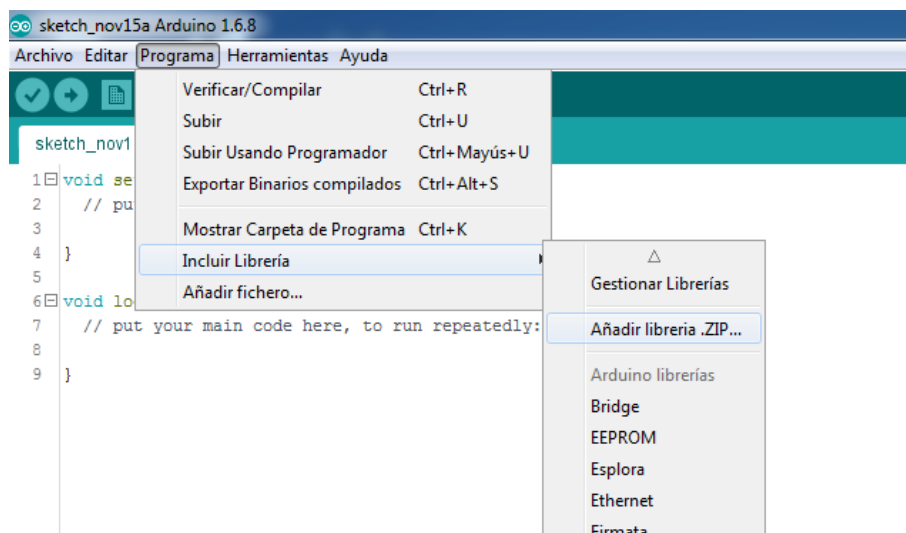 sketch_nov15a Arduino 1.6.8
Archivo Editar Programa Herramientas Ayuda
Verificar/Compilar Ctrl+R
Subir Ctrl+U
Subir Usando Programador Ctrl+Mayús+U
Exportar Binarios compilados Ctrl+Alt+S
Mostrar Carpeta de Programa Ctrl+K
Incluir Librería
Añadir fichero...
Gestionar Librerías
Añadir libreria .ZIP...
Arduino librerías
Bridge
EEPROM
Esplora
Ethernet
Firmata
sketch_nov1
1 void se
2 // pu
3
4 }
5
6 void lo
7 // put your main code here, to run repeatedly:
8
9 }